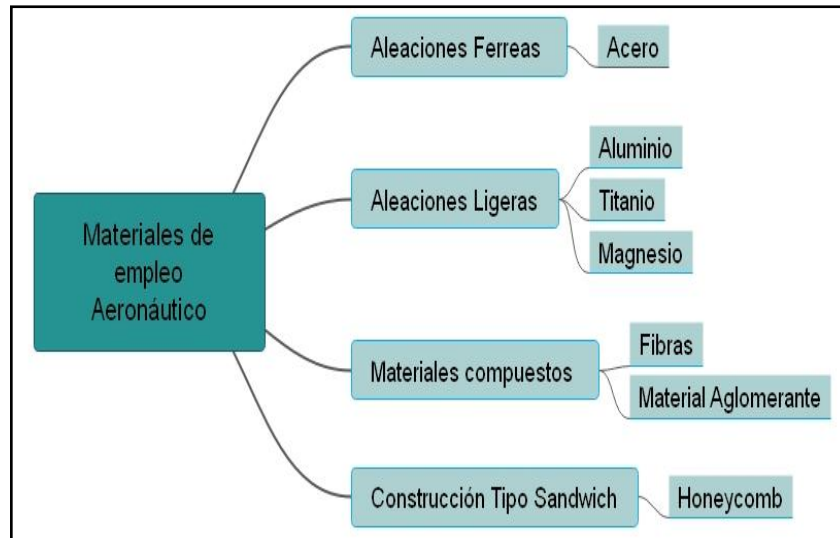 Materiales de
empleo
Aeronáutico
Aleaciones Ferreas
Acero
Aleaciones Ligeras
Aluminio
Titanio
Magnesio
Materiales compuestos
Fibras
Material Aglomerante
Construcción Tipo Sandwich
Honeycomb